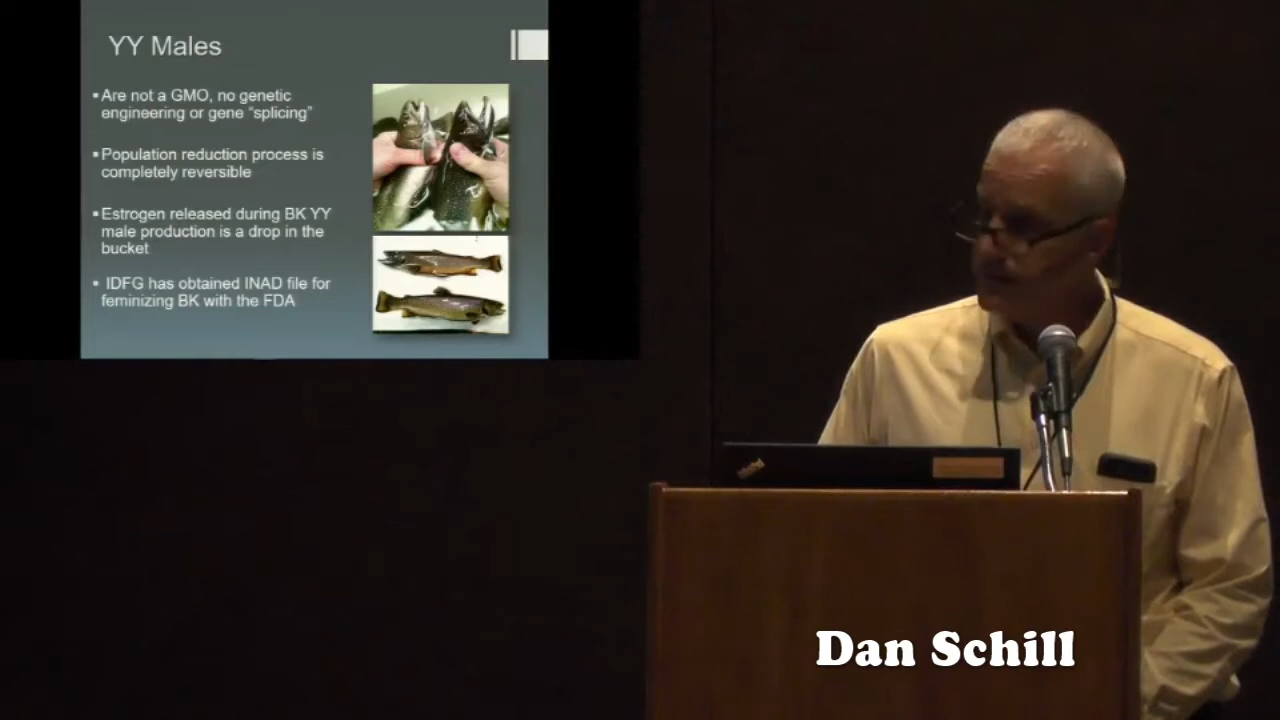 YY Males
▪ Are not a GMO, no genetic
engineering or gene “splicing”
▪ Population reduction process is
completely reversible
▪ Estrogen released during BK YY
male production is a drop in the
bucket
▪ IDFG has obtained INAD file for
feminizing BK with the FDA
Dan Schill